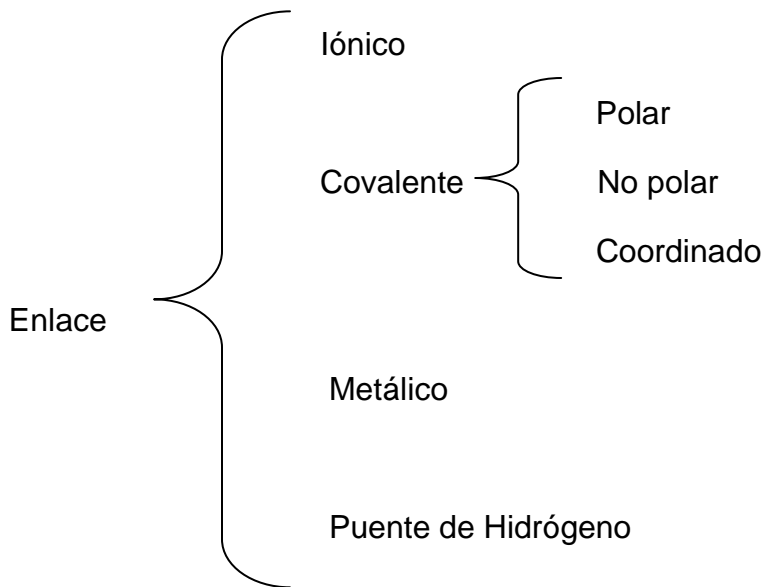 Iónico
Polar
Covalente
No polar
Coordinado
Enlace
Metálico
Puente de Hidrógeno